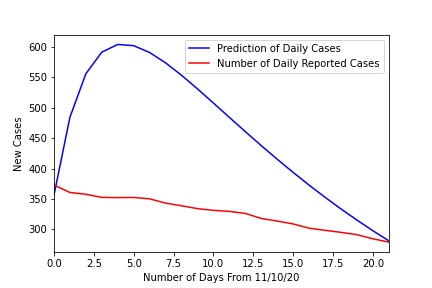 Prediction of Daily Cases
Number of Daily Reported Cases
600
550
500
450
400
350
300
New Cases
0.0 2.5 5.0 7.5 10.0 12.5 15.0 17.5 20.0
Number of Days From 11/10/20